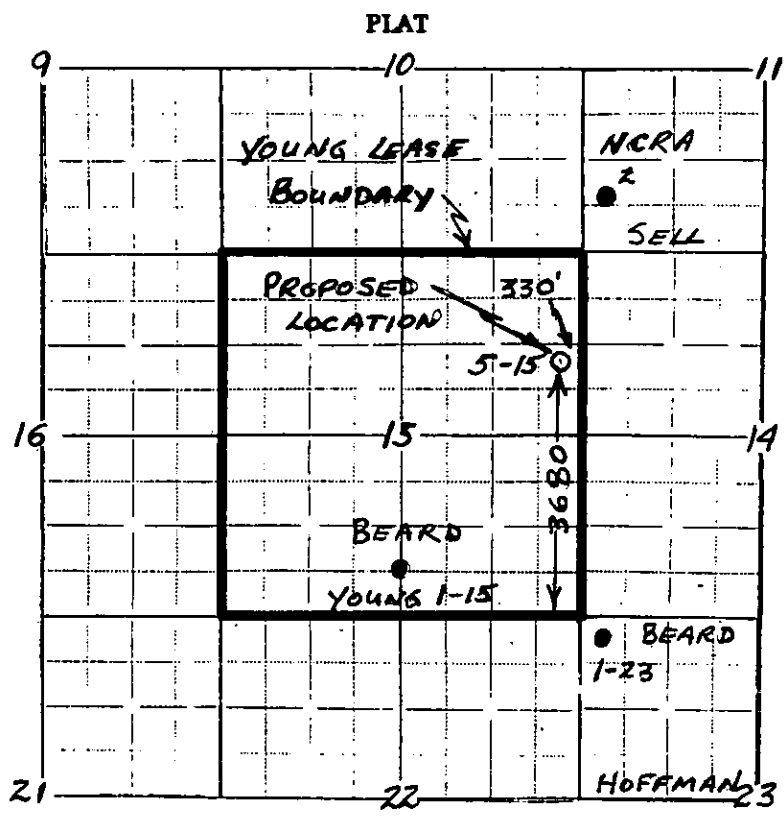 PLAT
9 10 11
YOUNG LEASE
BOUNDARY
NCRA
2
SELL
PROPOSED
LOCATION
330'
5-15
16 15 14
3680
BEARD
YOUNG 1-15
BEARD
1-23
HOFFMAN
21 22 23